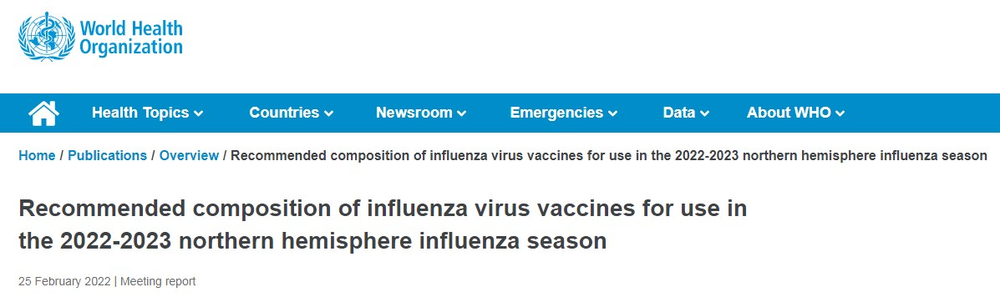 World Health
Organization
Health Topics Countries Newsroom Emergencies Data About WHO
Home / Publications / Overview / Recommended composition of influenza virus vaccines for use in the 2022-2023 northern hemisphere influenza season
Recommended composition of influenza virus vaccines for use in
the 2022-2023 northern hemisphere influenza season
25 February 2022 | Meeting report